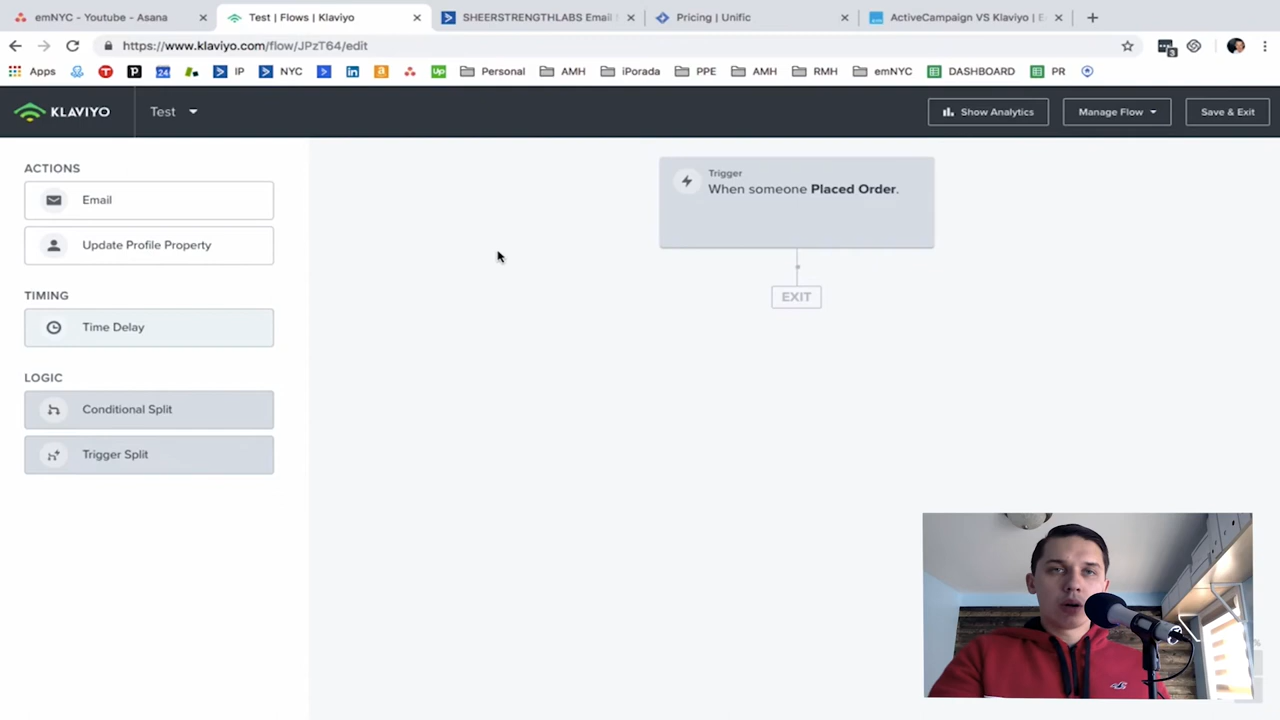 emNYC - Youtube - Asana
Test | Flows | Klaviyo
SHEERSTRENGTHLABS Email
Pricing | Unific
ActiveCampaign VS Klaviyo | E
https://www.klaviyo.com/flow/JPzT64/edit
Apps
24
IP
NYC
in
a
Up
Personal
AMH
iPorada
PPE
AMH
RMH
emNYC
DASHBOARD
PR
KLAVIYO
Test
Show Analytics
Manage Flow
Save & Exit
ACTIONS
Email
Update Profile Property
TIMING
Time Delay
LOGIC
Conditional Split
Trigger Split
Trigger
When someone Placed Order.
EXIT